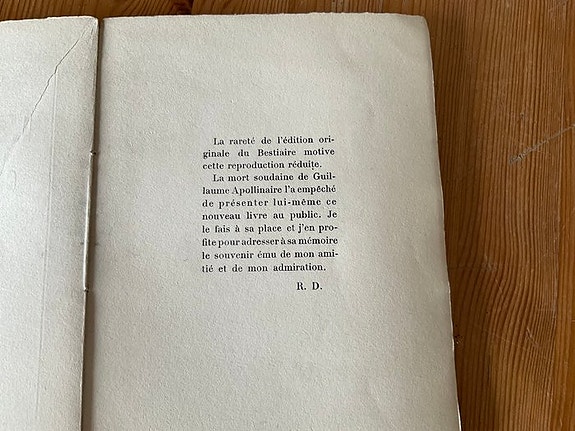 La rareté de l'édition ori-
ginale du Bestiaire motive
cette reproduction réduite.
La mort soudaine de Guil-
laume Apollinaire l'a empêché
de présenter lui-même ce
nouveau livre au public. Je
le fais à sa place et j'en pro-
fite pour adresser à sa mémoire
le souvenir ému de mon ami-
tié et de mon admiration.
R. D.